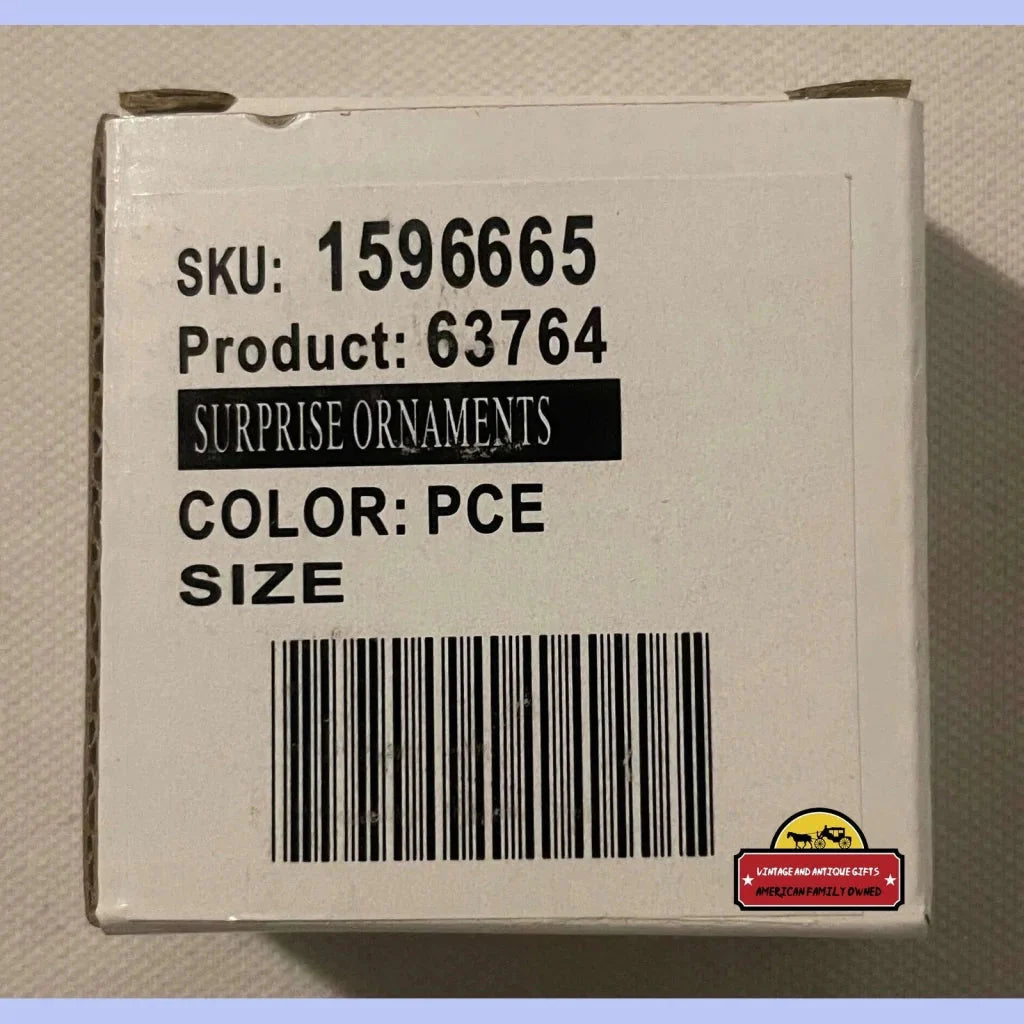 SKU: 1596665
Product: 63764
SURPRISE ORNAMENTS
COLOR: PCE
SIZE
VINTAGE AND ANTIQUE GIFTS
AMERICAN FAMILY OWNED